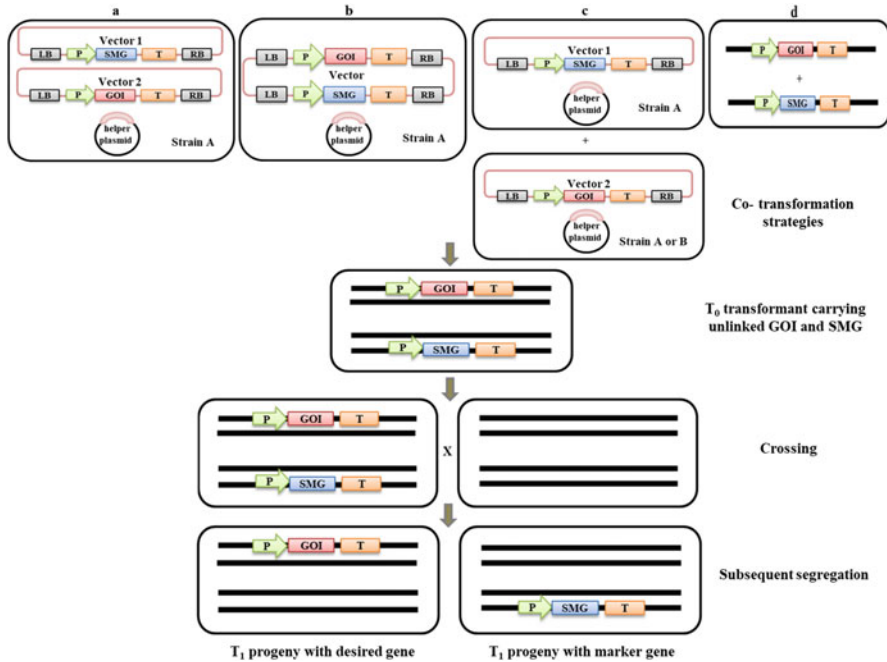 a b c d
Vector 1
LB P SMG T RB
Vector 2
LB P GOI T RB
helper
plasmid
Strain A
LB P GOI T RB
Vector
LB P SMG T RB
helper
plasmid
Strain A
Vector 1
LB P SMG T RB
helper
plasmid
Strain A
+
Vector 2
LB P GOI T RB
helper
plasmid
Strain A or B
P GOI T
+
P SMG T
Co- transformation
strategies
P GOI T
P SMG T
T0 transformant carrying
unlinked GOI and SMG
P GOI T
P SMG T
X
Crossing
P GOI T
P SMG T
Subsequent segregation
T1 progeny with desired gene
T1 progeny with marker gene